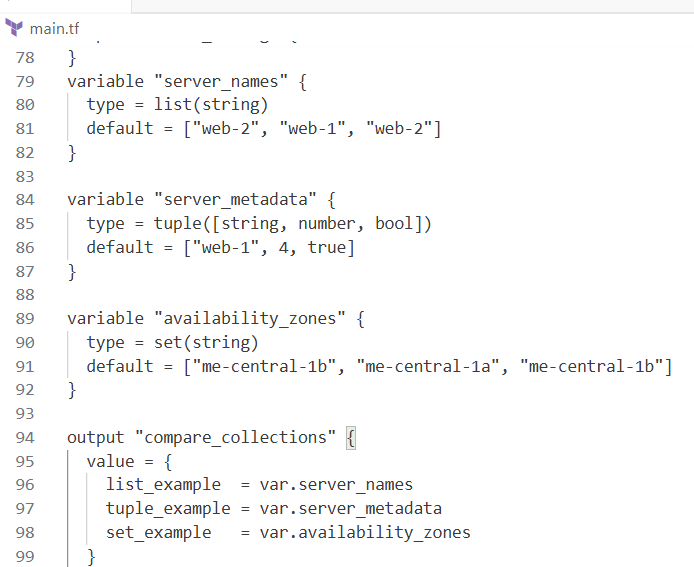 main.tf
78 }
79 variable "server_names" {
80 type = list(string)
81 default = ["web-2", "web-1", "web-2"]
82 }
83
84 variable "server_metadata" {
85 type = tuple([string, number, bool])
86 default = ["web-1", 4, true]
87 }
88
89 variable "availability_zones" {
90 type = set(string)
91 default = ["me-central-1b", "me-central-1a", "me-central-1b"]
92 }
93
94 output "compare_collections" {
95 value = {
96 list_example = var.server_names
97 tuple_example = var.server_metadata
98 set_example = var.availability_zones
99 }